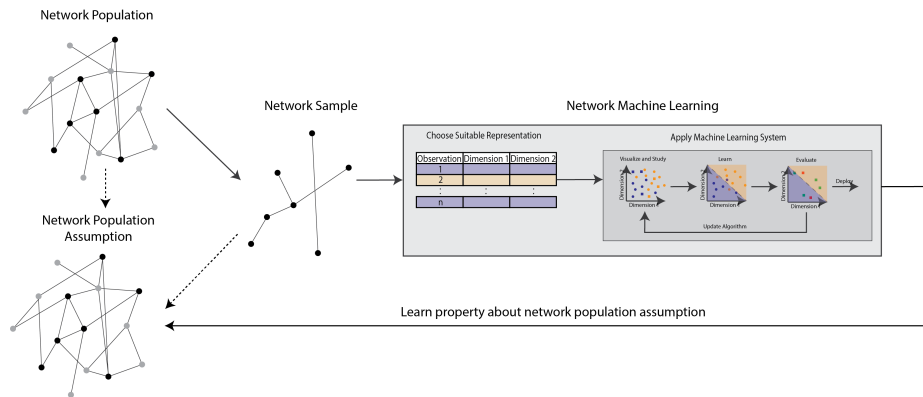 Network Population
Network Sample
Network Machine Learning
Choose Suitable Representation
Observation Dimension 1 Dimension 2
1
2
n
Apply Machine Learning System
Visualize and Study
Learn
Evaluate
Deploy
Dimension
Dimension
Dimension
Dimension
Dimension
Dimension
Update Algorithm
Network Population
Assumption
Learn property about network population assumption